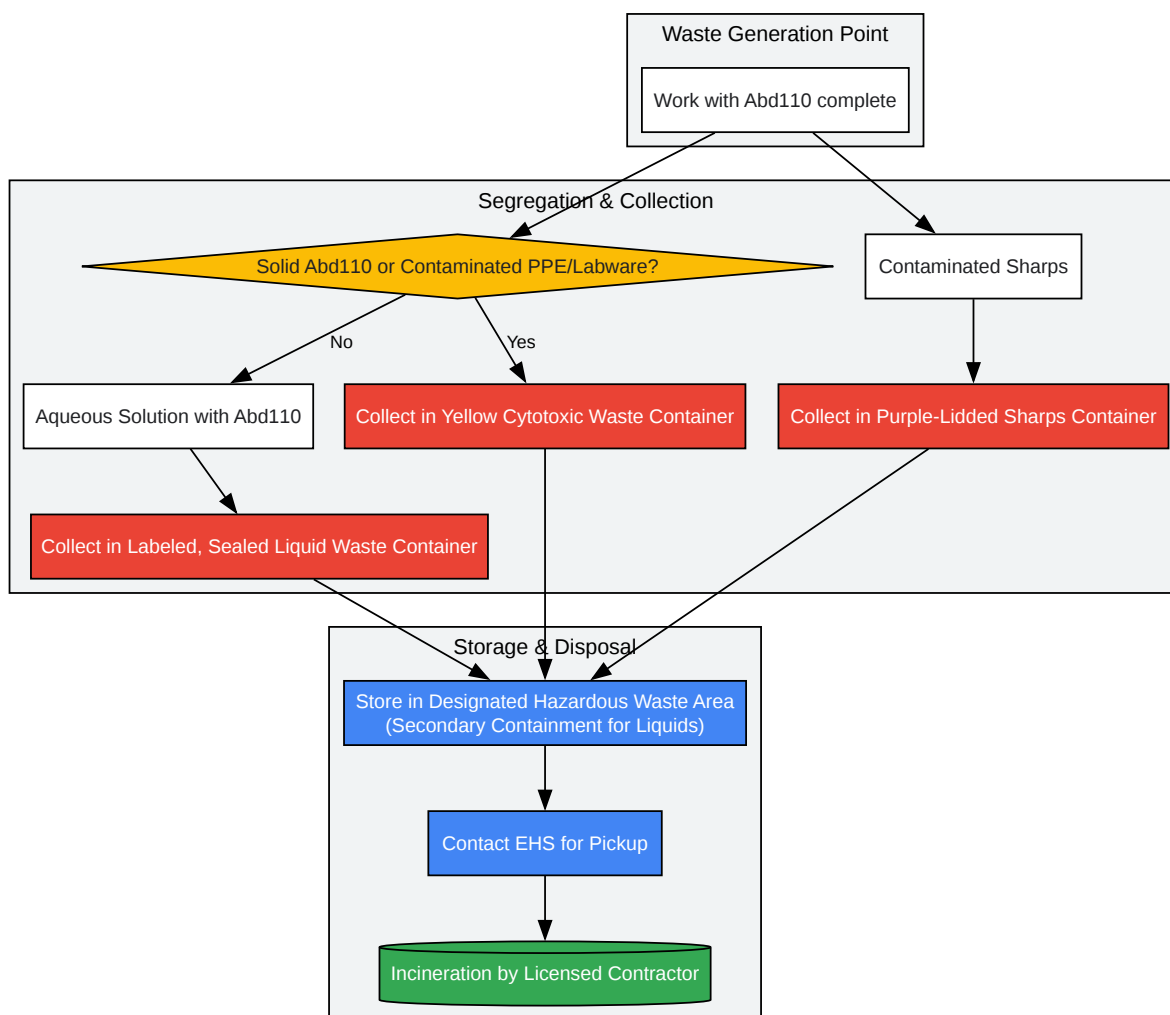 Waste Generation Point
Work with Abd110 complete
Segregation & Collection
Solid Abd110 or Contaminated PPE/Labware?
Contaminated Sharps
No
Yes
Aqueous Solution with Abd110
Collect in Yellow Cytotoxic Waste Container
Collect in Purple-Lidded Sharps Container
Collect in Labeled, Sealed Liquid Waste Container
Storage & Disposal
Store in Designated Hazardous Waste Area
(Secondary Containment for Liquids)
Contact EHS for Pickup
Incineration by Licensed Contractor